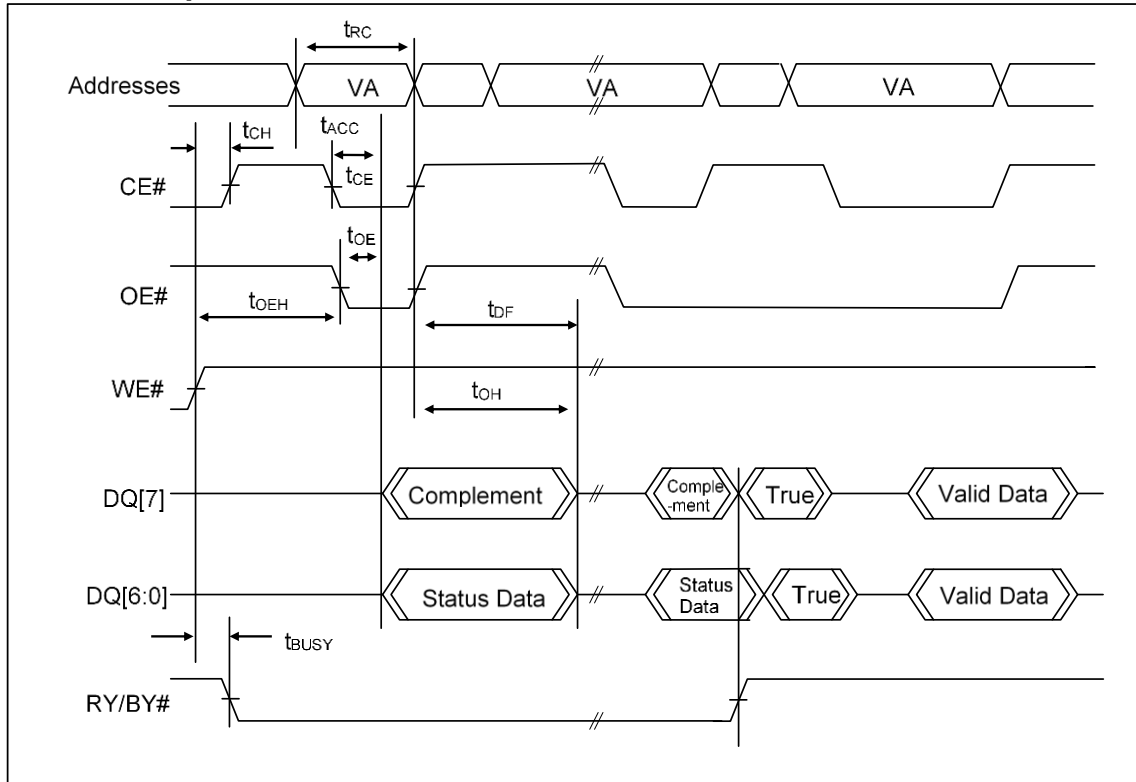 tRC
Addresses VA VA VA
tCH tACC
CE# tCE
tOE
OE#
tOEH tDF
WE#
tOH
DQ[7] Complement Comple True Valid Data
-ment
DQ[6:0] Status Data Status True Valid Data
Data
tBUSY
RY/BY#